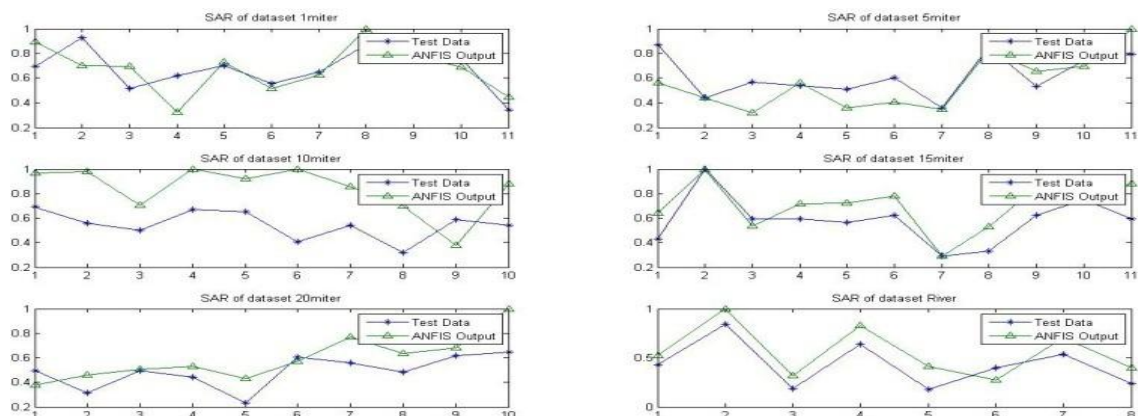 SAR of dataset 1miter
1
0.8
0.6
0.4
0.2
Test Data
ANFIS Output
1 2 3 4 5 6 7 8 9 10 11
SAR of dataset 5miter
1
0.8
0.6
0.4
0.2
Test Data
ANFIS Output
1 2 3 4 5 6 7 8 9 10 11
SAR of dataset 10miter
1
0.8
0.6
0.4
0.2
Test Data
ANFIS Output
1 2 3 4 5 6 7 8 9 10
SAR of dataset 15miter
1
0.8
0.6
0.4
0.2
Test Data
ANFIS Output
1 2 3 4 5 6 7 8 9 10 11
SAR of dataset 20miter
1
0.8
0.6
0.4
0.2
Test Data
ANFIS Output
1 2 3 4 5 6 7 8 9 10
SAR of dataset River
1
0.5
0
Test Data
ANFIS Output
1 2 3 4 5 6 7 8